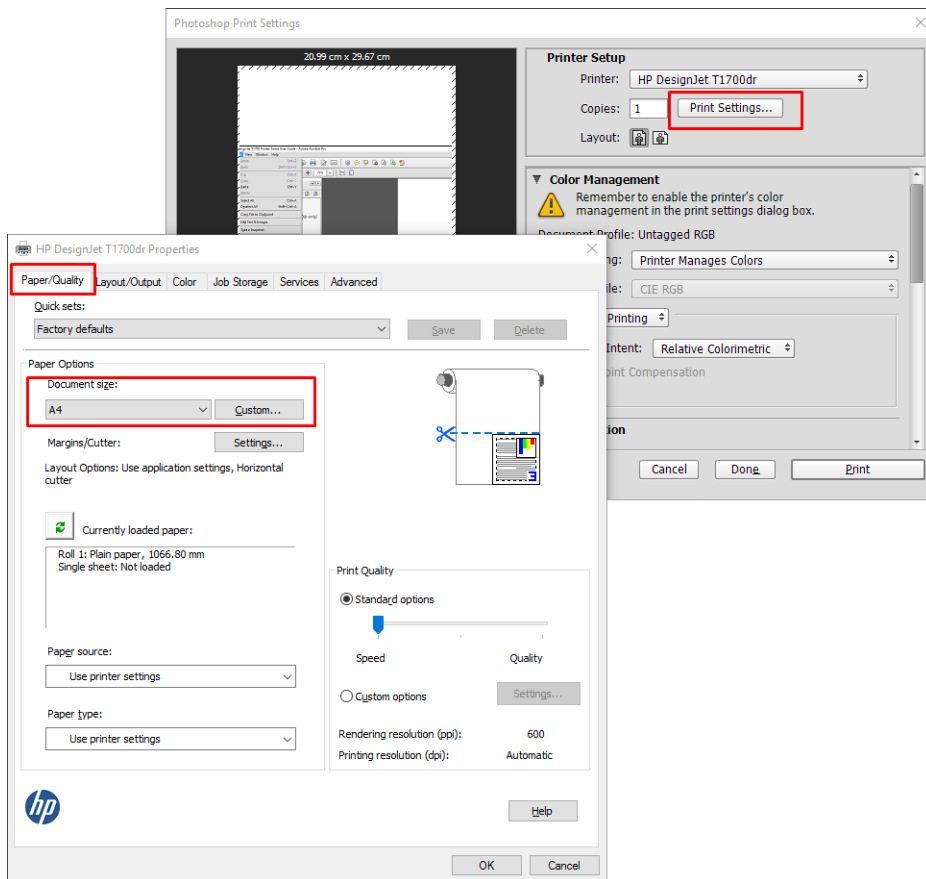 Photoshop Print Settings
20.99 cm x 29.67 cm
Printer Setup
Printer: HP DesignJet T1700dr
Copies: 1 Print Settings...
Layout:
Color Management
Remember to enable the printer's color
management in the print settings dialog box.
Document Profile: Untagged RGB
ng: Printer Manages Colors
ile: CIE RGB
Printing
Intent: Relative Colorimetric
oint Compensation
tion
Cancel Done Print
HP DesignJet T1700dr Properties
Paper/Quality Layout/Output Color Job Storage Services Advanced
Quick sets:
Factory defaults Save Delete
Paper Options
Document size:
A4 Custom...
Margins/Cutter: Settings...
Layout Options: Use application settings, Horizontal
cutter
Currently loaded paper:
Roll 1: Plain paper, 1066.80 mm
Single sheet: Not loaded
Paper source:
Use printer settings
Paper type:
Use printer settings
Print Quality
Standard options
Speed Quality
Custom options Settings...
Rendering resolution (ppi): 600
Printing resolution (dpi): Automatic
hp
Help
OK Cancel